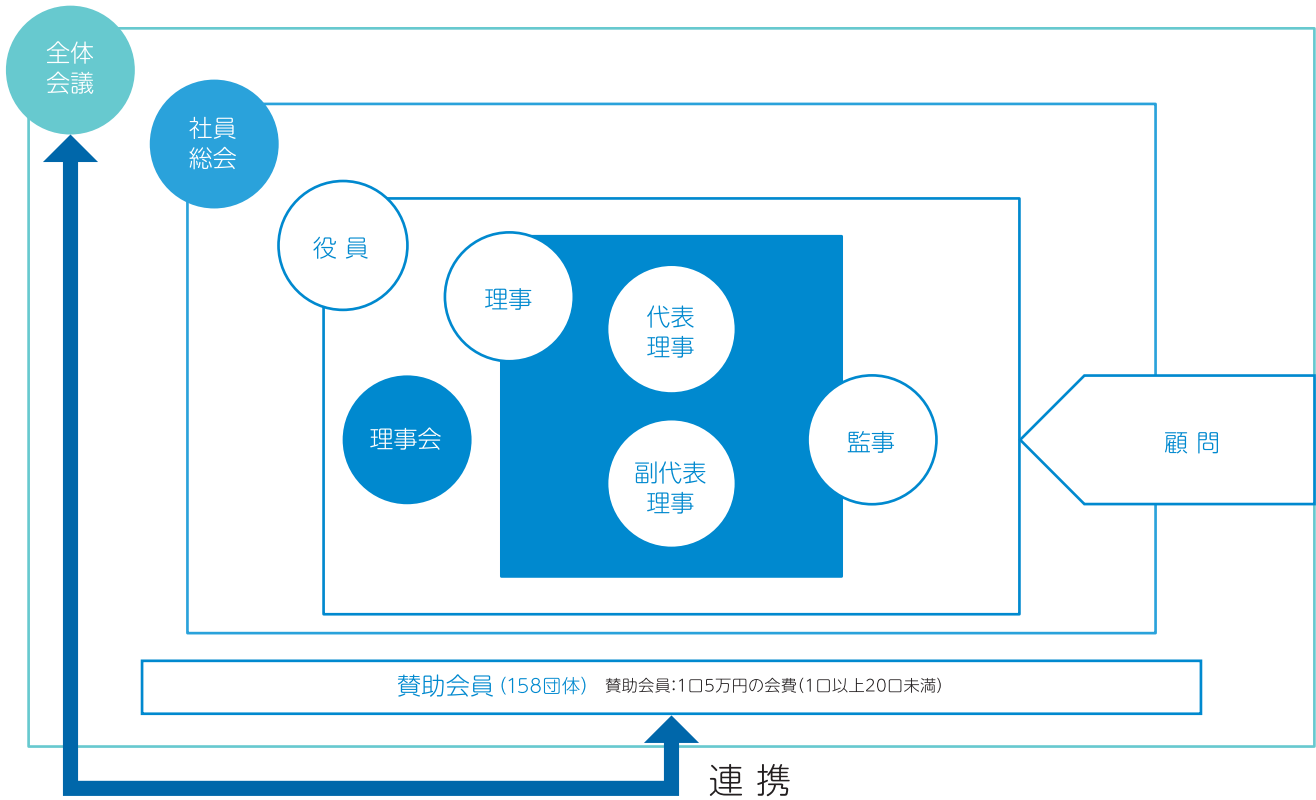 全体
会議
社員
総会
役 員
理事
代表
理事
理事会
副代表
理事
監事
顧 問
賛助会員(158団体) 賛助会員:1口5万円の会費(1口以上20口未満)
連 携